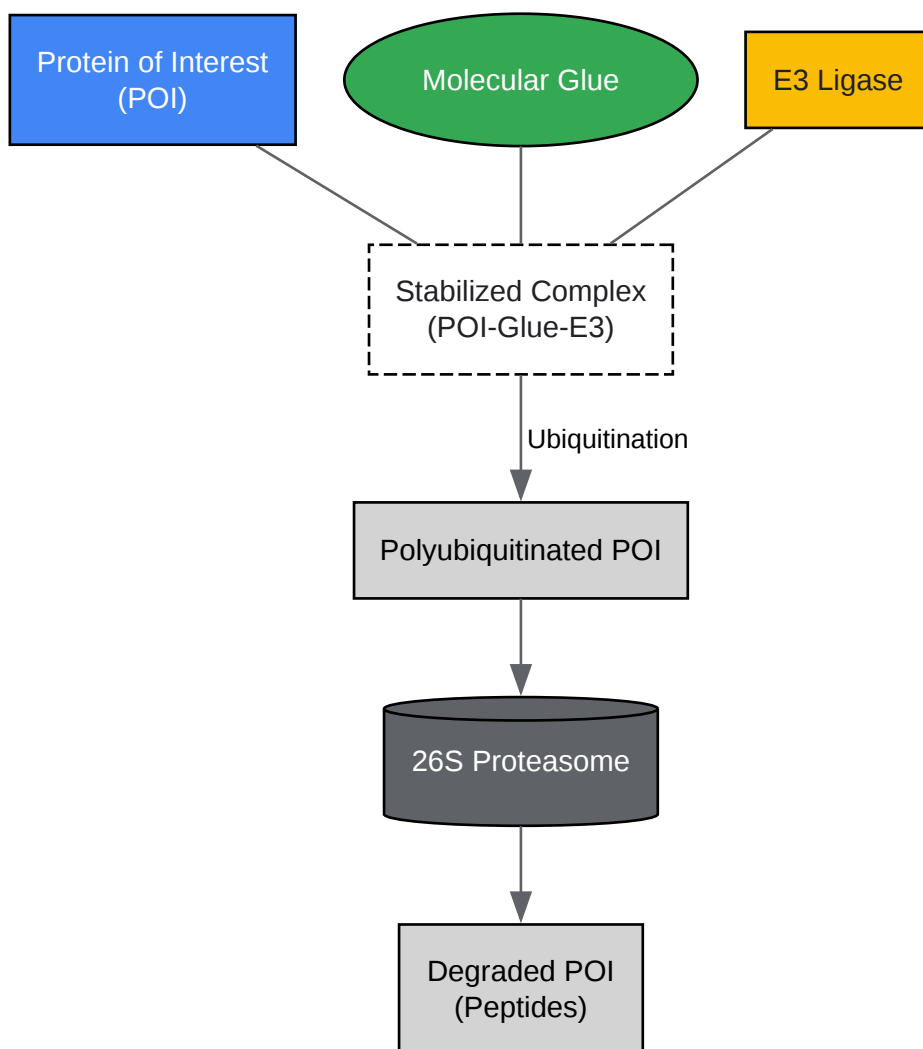 Protein of Interest
(POI)
Molecular Glue
E3 Ligase
Stabilized Complex
(POI-Glue-E3)
Ubiquitination
Polyubiquitinated POI
26S Proteasome
Degraded POI
(Peptides)